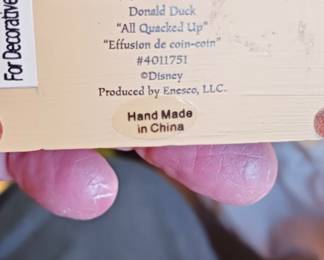 For Decorative
Donald Duck
"All Quacked Up"
"Effusion de coin-coin"
#4011751
©Disney
Produced by Enesco, LLC.
Hand Made
in China